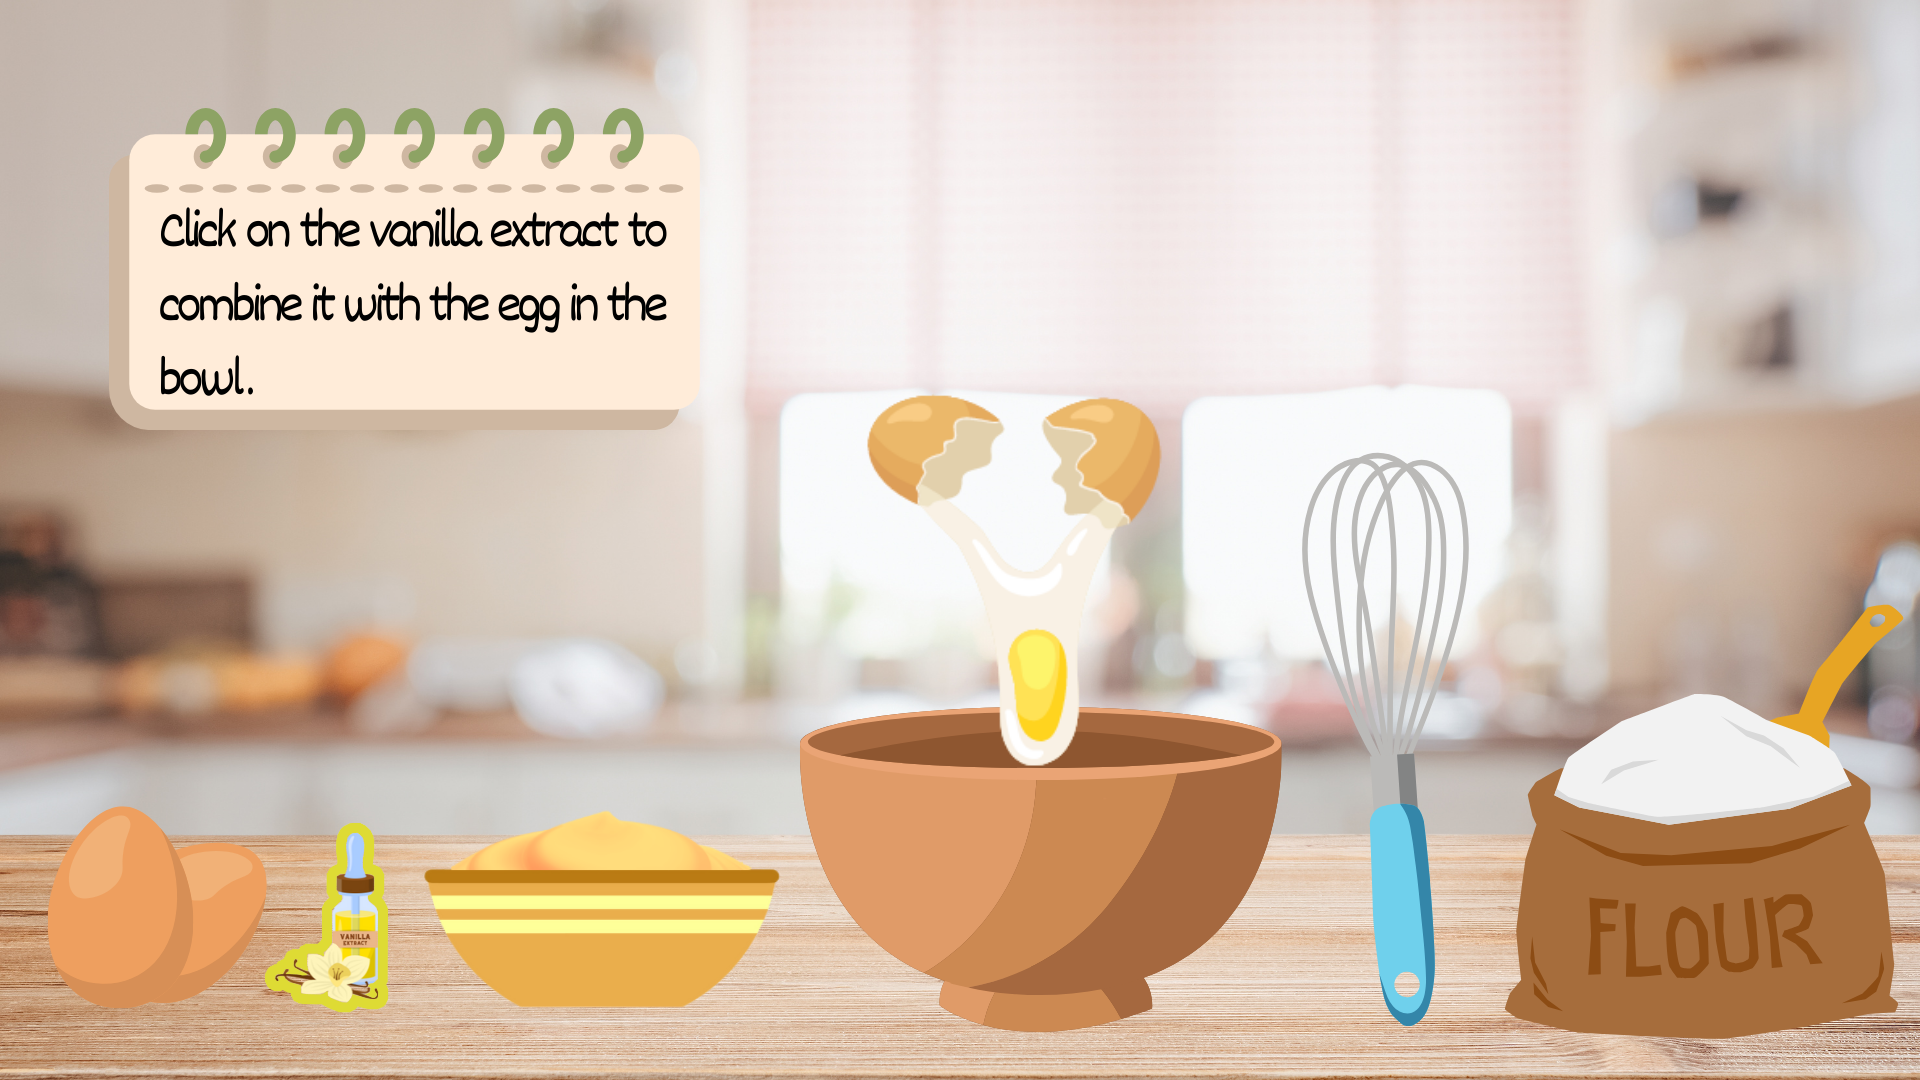 Click on the vanilla extract to
combine it with the egg in the
bowl.
VANILLA
EXTRACT
FLOUR